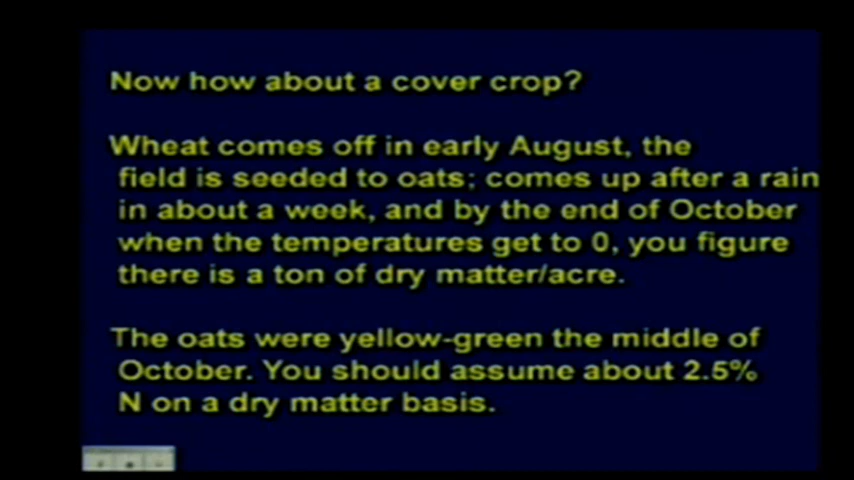 Now how about a cover crop?
Wheat comes off in early August, the
field is seeded to oats; comes up after a rain
in about a week, and by the end of October
when the temperatures get to 0, you figure
there is a ton of dry matter/acre.
The oats were yellow-green the middle of
October. You should assume about 2.5%
N on a dry matter basis.